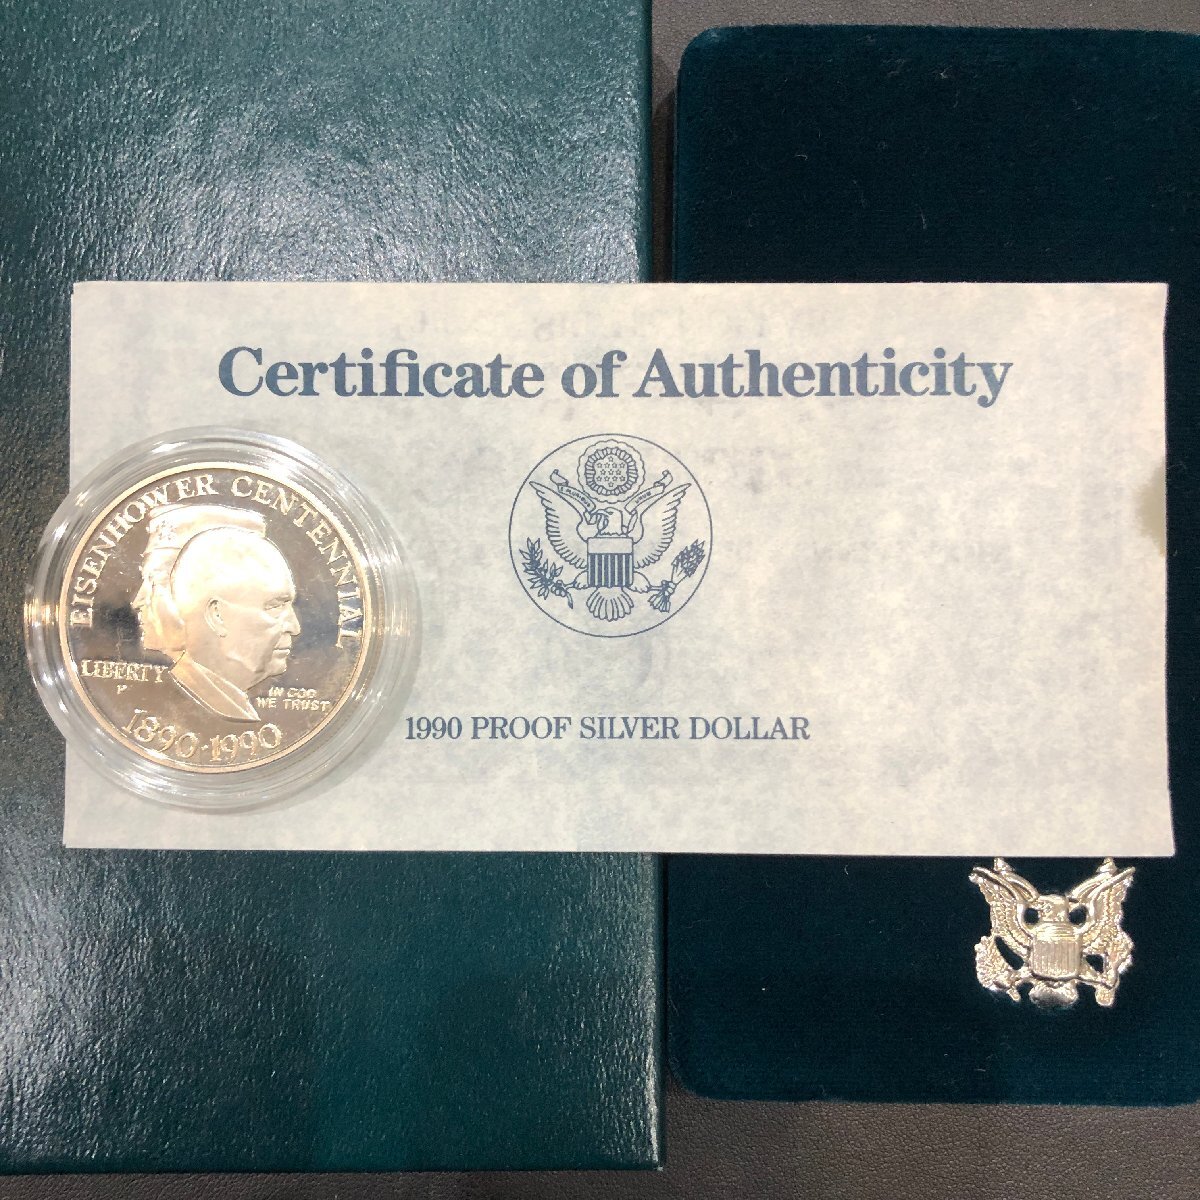 Certificate of Authenticity
EISENHOWER CENTENNIAL
LIBERTY
P
IN GOD
WE TRUST
1890-1990
1990 PROOF SILVER DOLLAR